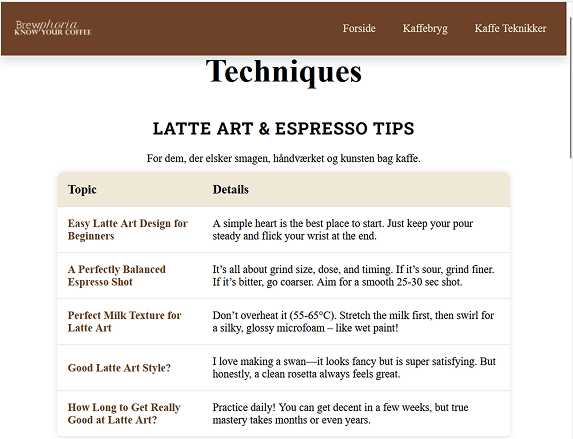 Brewphoria
KNOW YOUR COFFEE
Forside Kaffebryg Kaffe Teknikker
Techniques
LATTE ART & ESPRESSO TIPS
For dem, der elsker smagen, håndværket og kunsten bag kaffe.
Topic Details
Easy Latte Art Design for
Beginners
A simple heart is the best place to start. Just keep your pour
steady and flick your wrist at the end.
A Perfectly Balanced
Espresso Shot
It’s all about grind size, dose, and timing. If it’s sour, grind finer.
If it’s bitter, go coarser. Aim for a smooth 25-30 sec shot.
Perfect Milk Texture for
Latte Art
Don’t overheat it (55-65°C). Stretch the milk first, then swirl for
a silky, glossy microfoam – like wet paint!
Good Latte Art Style?
I love making a swan—it looks fancy but is super satisfying. But
honestly, a clean rosetta always feels great.
How Long to Get Really
Good at Latte Art?
Practice daily! You can get decent in a few weeks, but true
mastery takes months or even years.